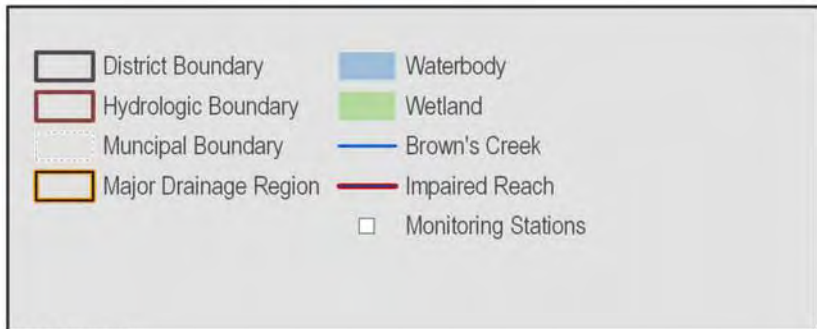 District Boundary
Hydrologic Boundary
Muncipal Boundary
Major Drainage Region
Waterbody
Wetland
Brown's Creek
Impaired Reach
Monitoring Stations